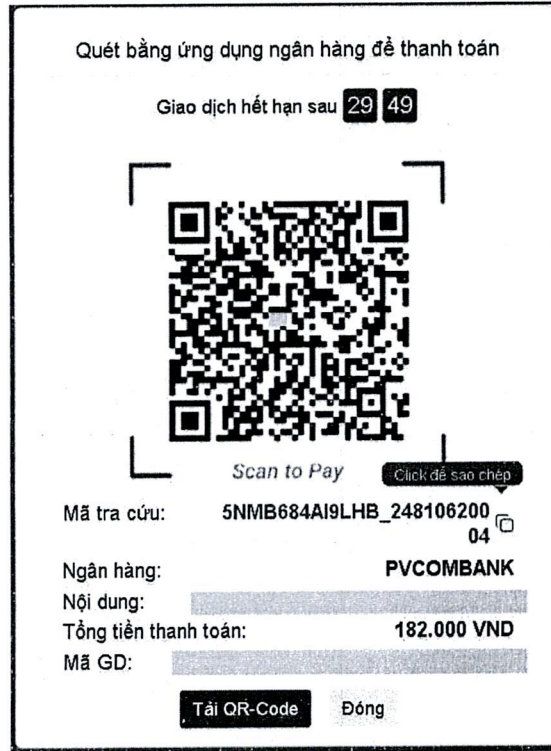 Quét bằng ứng dụng ngân hàng để thanh toán
Giao dịch hết hạn sau 29 49
Scan to Pay
Click để sao chép
Mã tra cứu: 5NMB684AI9LHB_248106200
04
Ngân hàng: PVCOMBANK
Nội dung:
Tổng tiền thanh toán: 182.000 VND
Mã GD:
Tải QR-Code Đóng